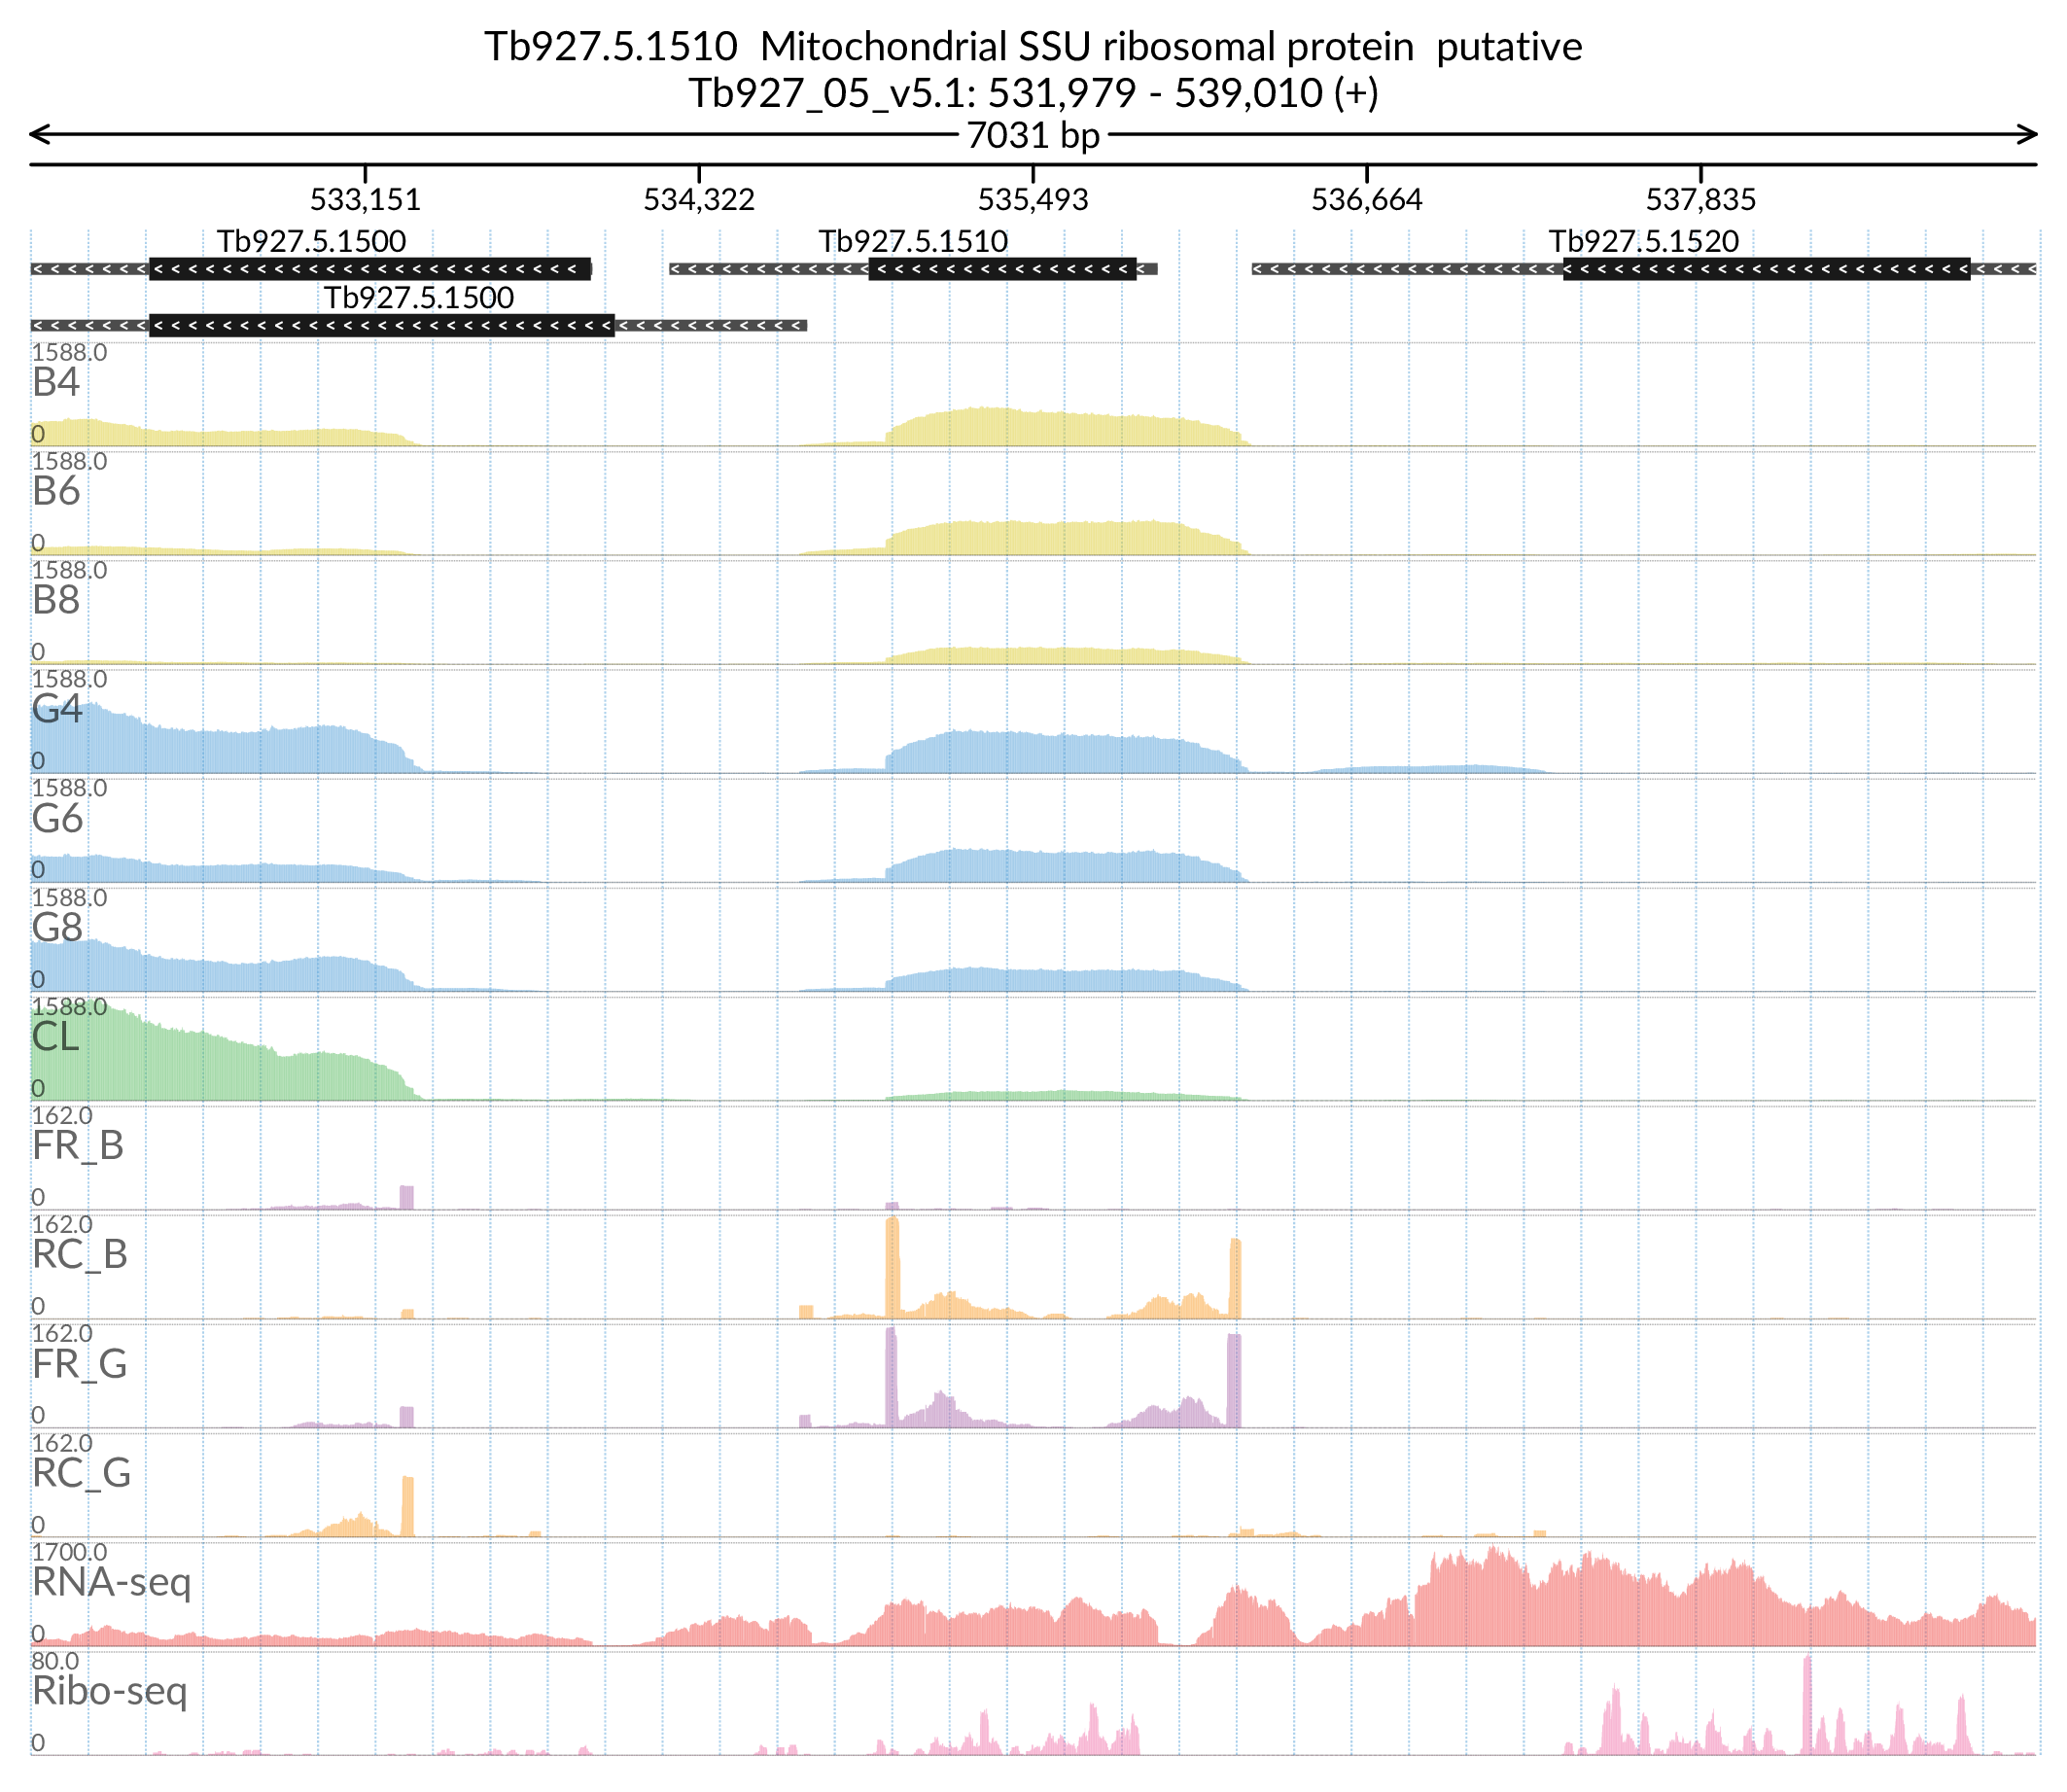 Tb927.5.1510  Mitochondrial SSU ribosomal protein  putative
Tb927_05_v5.1: 531,979 - 539,010 (+)
7031 bp
533,151 534,322 535,493 536,664 537,835
Tb927.5.1500 Tb927.5.1510 Tb927.5.1520
Tb927.5.1500
1588.0
B4
0
1588.0
B6
0
1588.0
B8
0
1588.0
G4
0
1588.0
G6
0
1588.0
G8
0
1588.0
CL
0
162.0
FR_B
0
162.0
RC_B
0
162.0
FR_G
0
162.0
RC_G
0
1700.0
RNA-seq
0
80.0
Ribo-seq
0